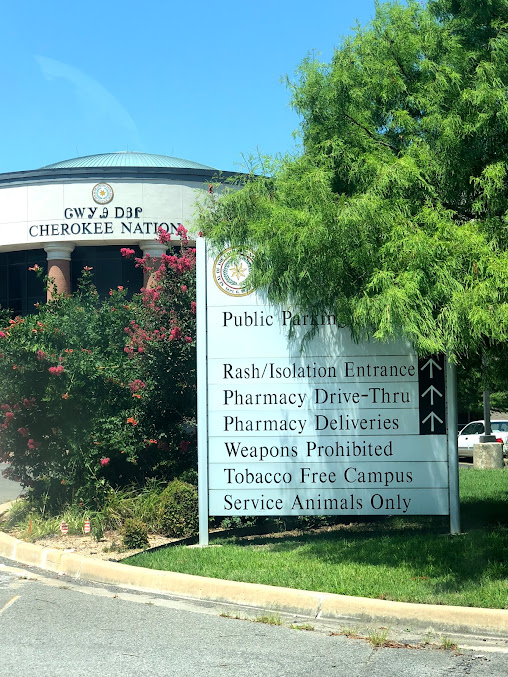 ᏣᎳᎩᎯ ᎠᏰᎵ
CHEROKEE NATION
Public Parking
Rash/Isolation Entrance
Pharmacy Drive-Thru
Pharmacy Deliveries
Weapons Prohibited
Tobacco Free Campus
Service Animals Only